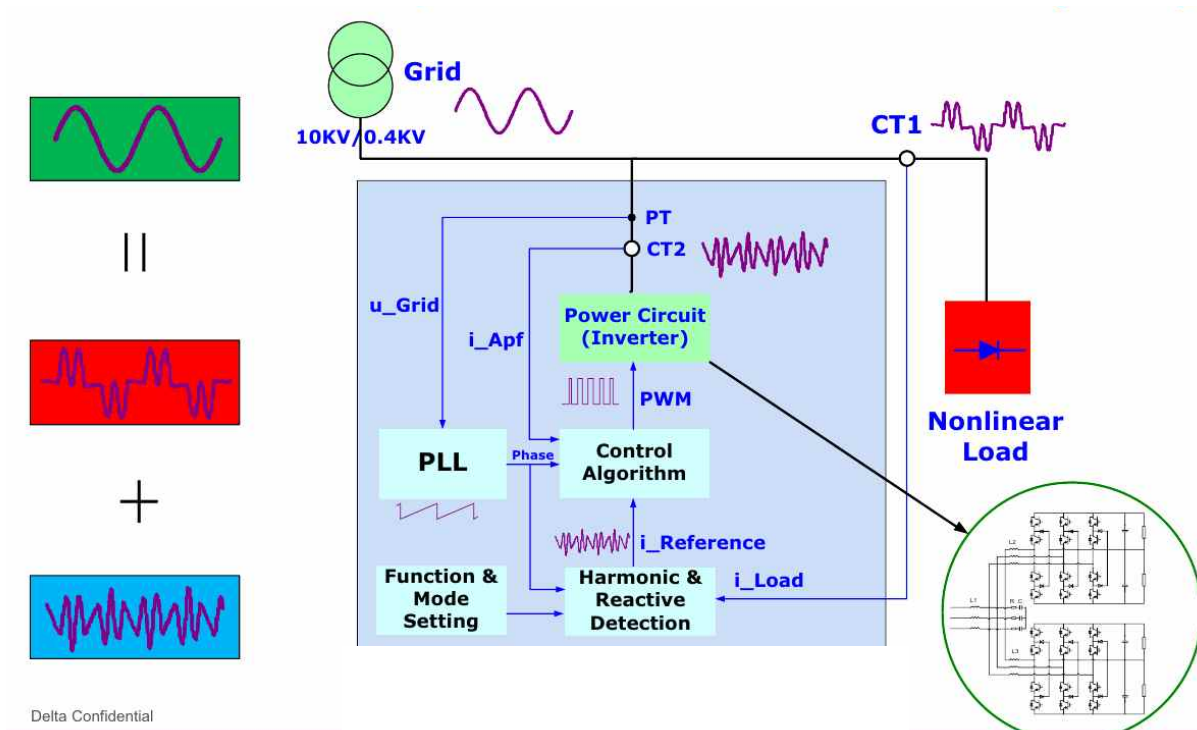 Grid
10KV/0.4KV
CT1
PT
CT2
u_Grid
i_Apf
Power Circuit
(Inverter)
PWM
Nonlinear
Load
PLL
Phase
Control
Algorithm
i_Reference
i_Load
Function &
Mode
Setting
Harmonic &
Reactive
Detection
L2
L1
R C
L3
Delta Confidential